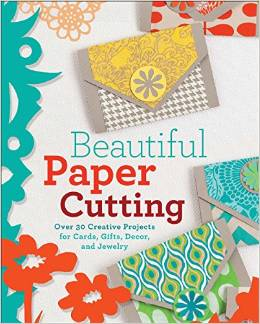 Beautiful
Paper
Cutting
Over 30 Creative Projects
for Cards, Gifts, Decor,
and Jewelry